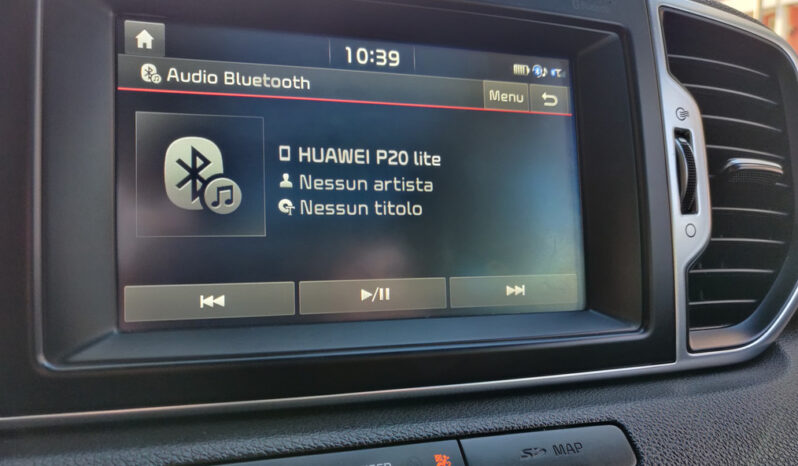 10:39
Audio Bluetooth
Menu
HUAWEI P20 lite
Nessun artista
Nessun titolo
MAP